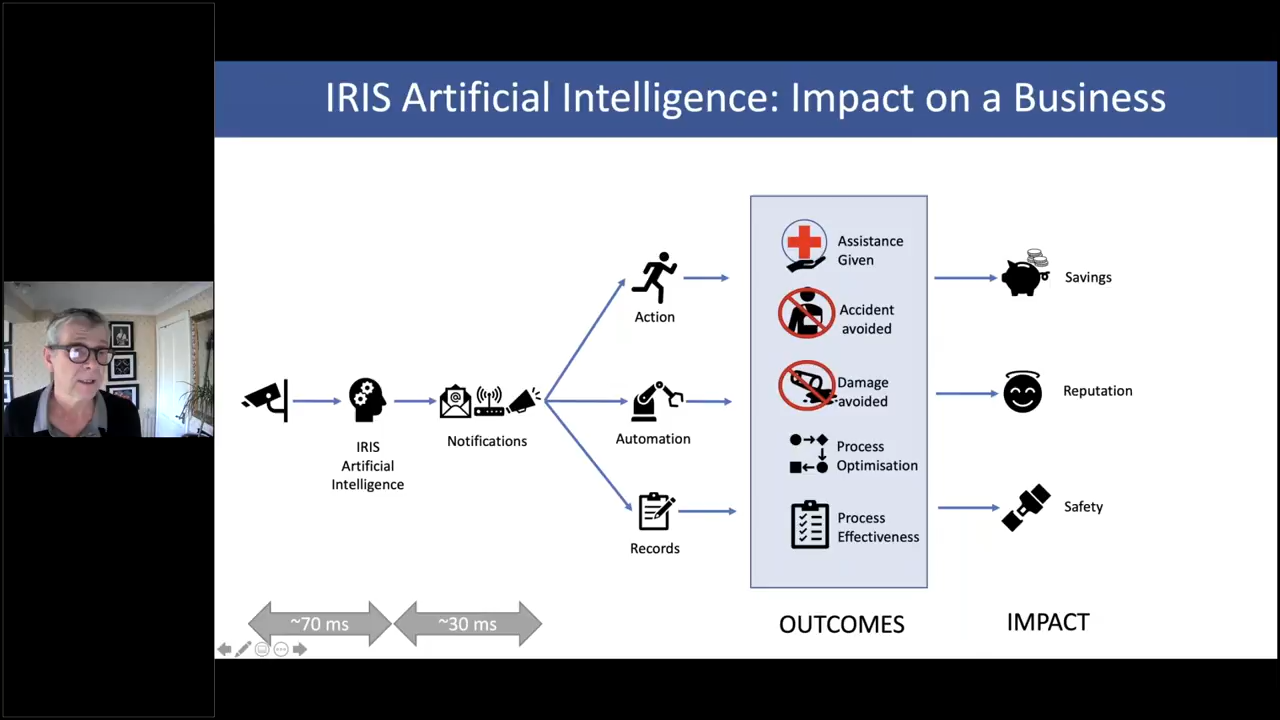 IRIS Artificial Intelligence: Impact on a Business
IRIS
Artificial
Intelligence
@
Notifications
Action
Automation
Records
Assistance
Given
Accident
avoided
Damage
avoided
Process
Optimisation
Process
Effectiveness
Savings
Reputation
Safety
~70 ms
~30 ms
OUTCOMES
IMPACT